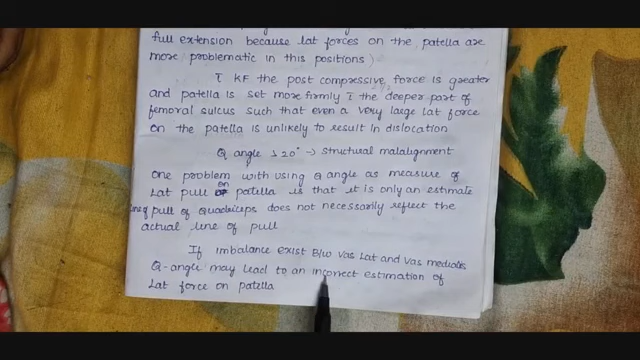 full extension because lat forces on the patella are
more problematic in this positions)
τ KF the post compressive force is greater
and patella is set more firmly τ the deeper part of
femoral sulcus such that even a very large lat force
on the patella is unlikely to result in dislocation
Q angle > 20° → structural malalignment
One problem with using Q angle as measure of
lat pull on patella is that it is only an estimate
line of pull of Quadriceps does not necessarily reflect the
actual line of pull
If imbalance exist B/w Vas Lat and Vas medialis
Q-angle may lead to an incorrect estimation of
Lat force on patella